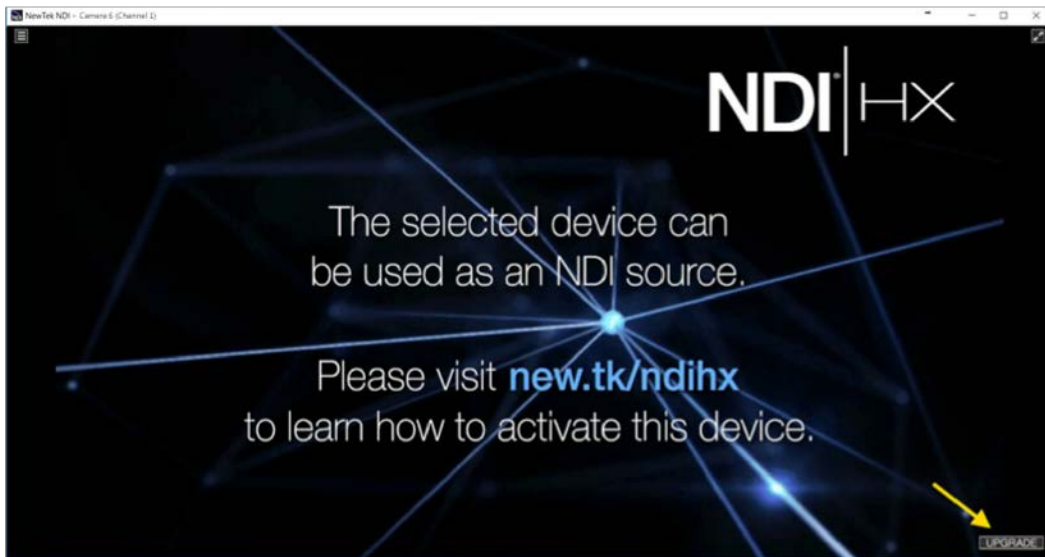 NewTek NDI - Camera 6 (Channel 1)
NDI® HX
The selected device can
be used as an NDI source.
Please visit new.tk/ndihx
to learn how to activate this device.
UPGRADE